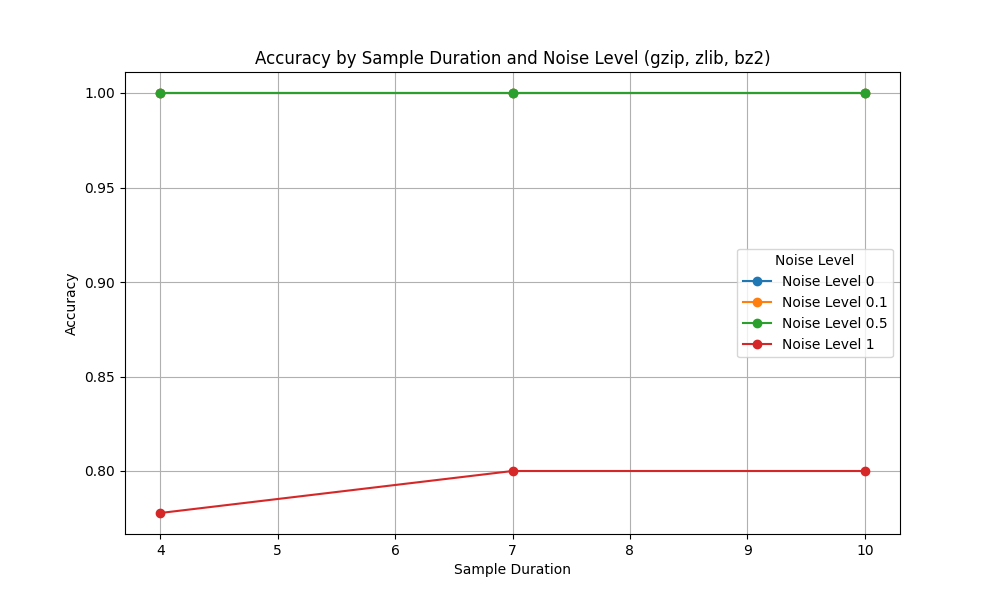 Accuracy by Sample Duration and Noise Level (gzip, zlib, bz2)
1.00
0.95
0.90
0.85
0.80
Accuracy
Noise Level
Noise Level 0
Noise Level 0.1
Noise Level 0.5
Noise Level 1
4 5 6 7 8 9 10
Sample Duration